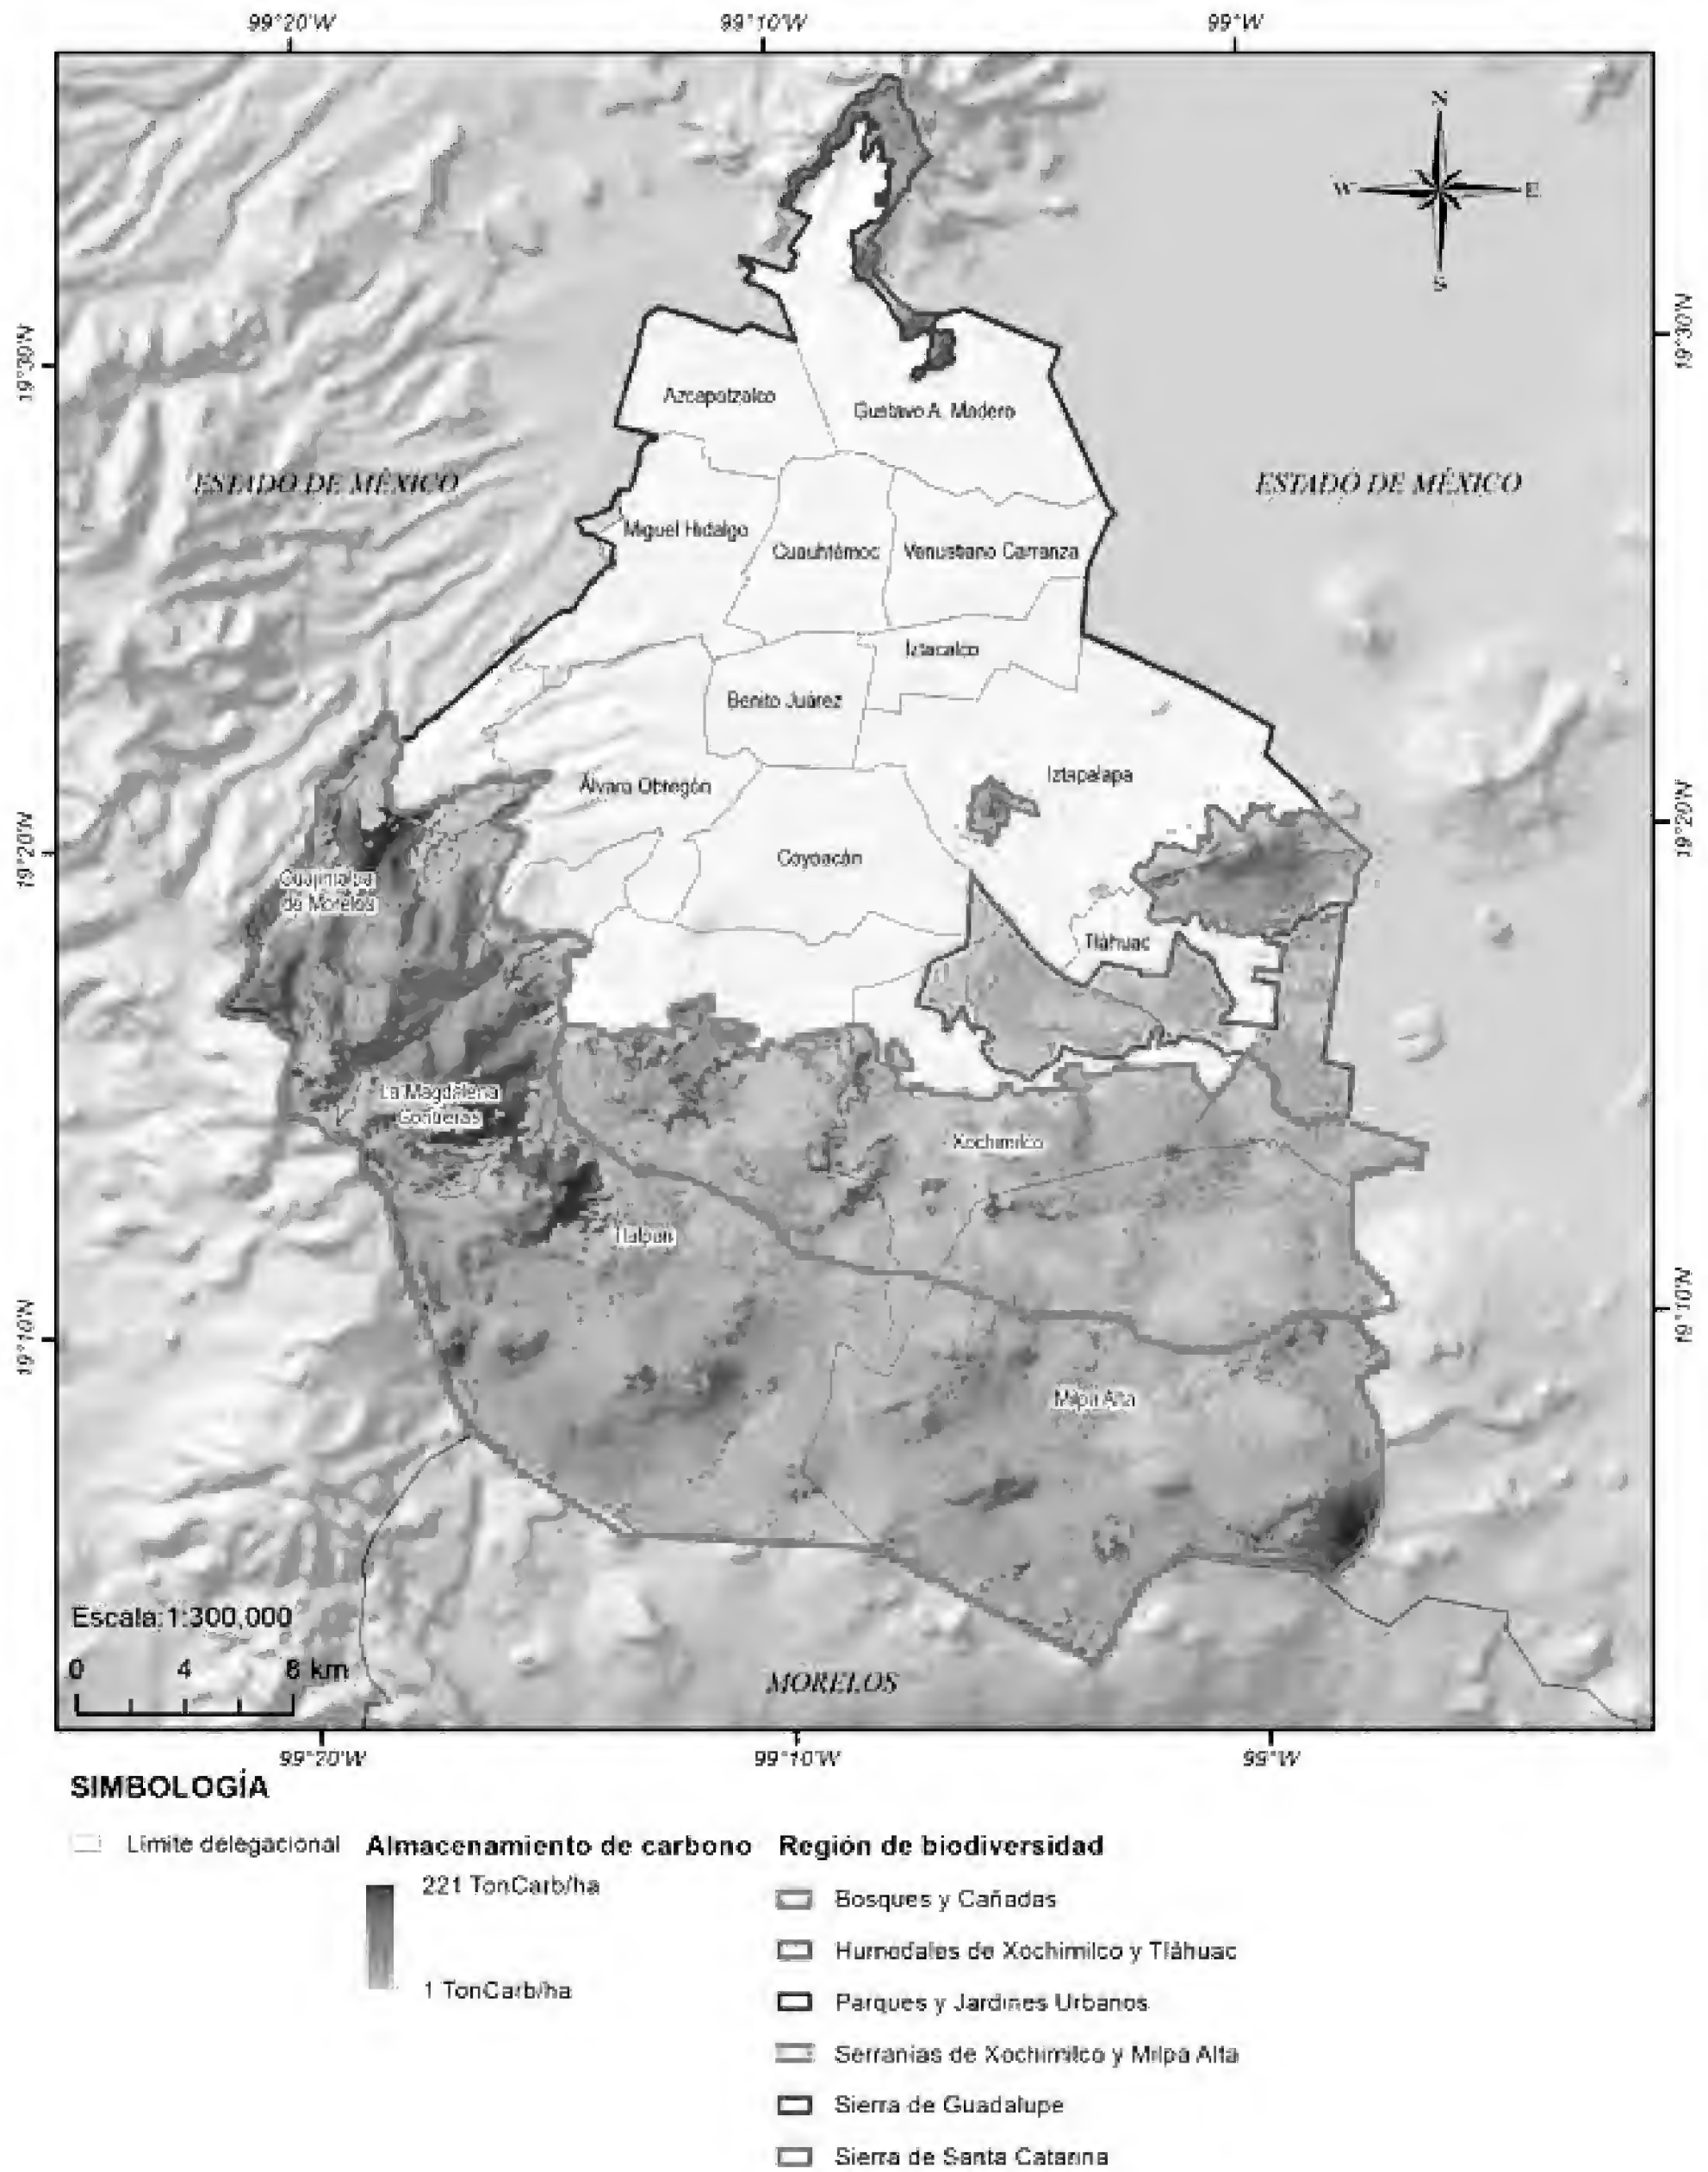 99°20'W
99°10'W
99°W
N
W
E
S
19°30'N
19°30'N
Azcapotzalco
Gustavo A. Madero
ESTADO DE MÉXICO
ESTADO DE MÉXICO
Miguel Hidalgo
Cuauhtémoc
Venustiano Carranza
Iztacalco
Benito Juárez
Iztapalapa
Álvaro Obregón
19°20'N
19°20'N
Coyoacán
Cuajimalpa
de Morelos
Tláhuac
La Magdalena
Contreras
Xochimilco
Tlalpan
19°10'N
19°10'N
Milpa Alta
Escala:1:300,000
0 4 8 km
MORELOS
99°20'W
99°10'W
99°W
SIMBOLOGÍA
Límite delegacional
Almacenamiento de carbono
221 TonCarb/ha
1 TonCarb/ha
Región de biodiversidad
Bosques y Cañadas
Humedales de Xochimilco y Tláhuac
Parques y Jardines Urbanos
Serranías de Xochimilco y Milpa Alta
Sierra de Guadalupe
Sierra de Santa Catarina